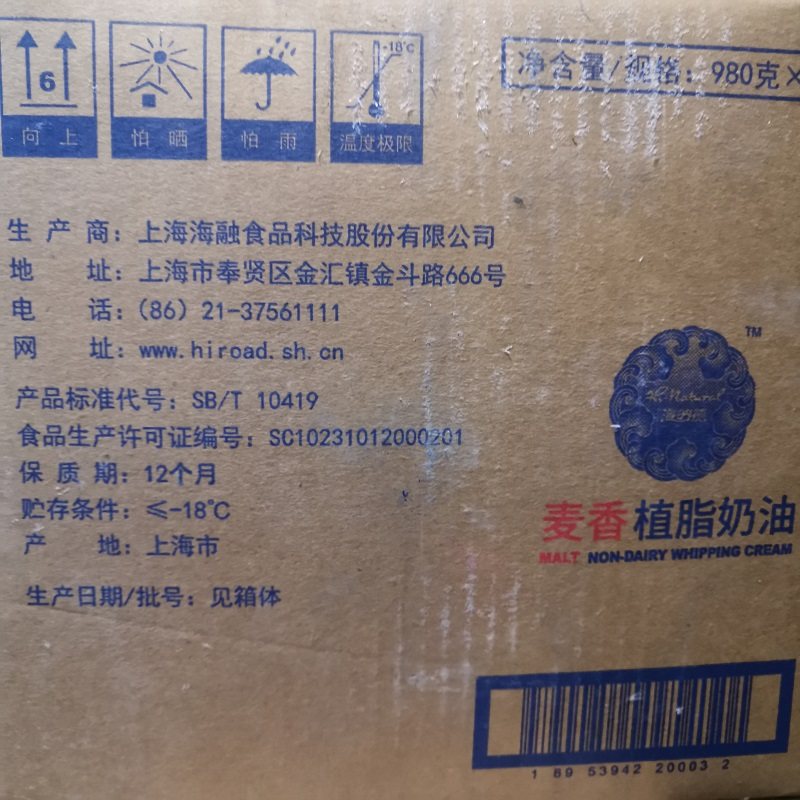 6
-18℃
向上
怕晒
怕雨
温度极限
净含量/规格：980克×
生产商：上海海融食品科技股份有限公司
地址：上海市奉贤区金汇镇金斗路666号
电话：(86) 21-37561111
网址：www.hiroad.sh.cn
产品标准代号：SB/T 10419
食品生产许可证编号：SC10231012000201
保质期：12个月
贮存条件：≤-18℃
产地：上海市
生产日期/批号：见箱体
TM
Hi-Natural
麦香植脂奶油
MALT NON-DAIRY WHIPPING CREAM
1 69 53942 20003 2